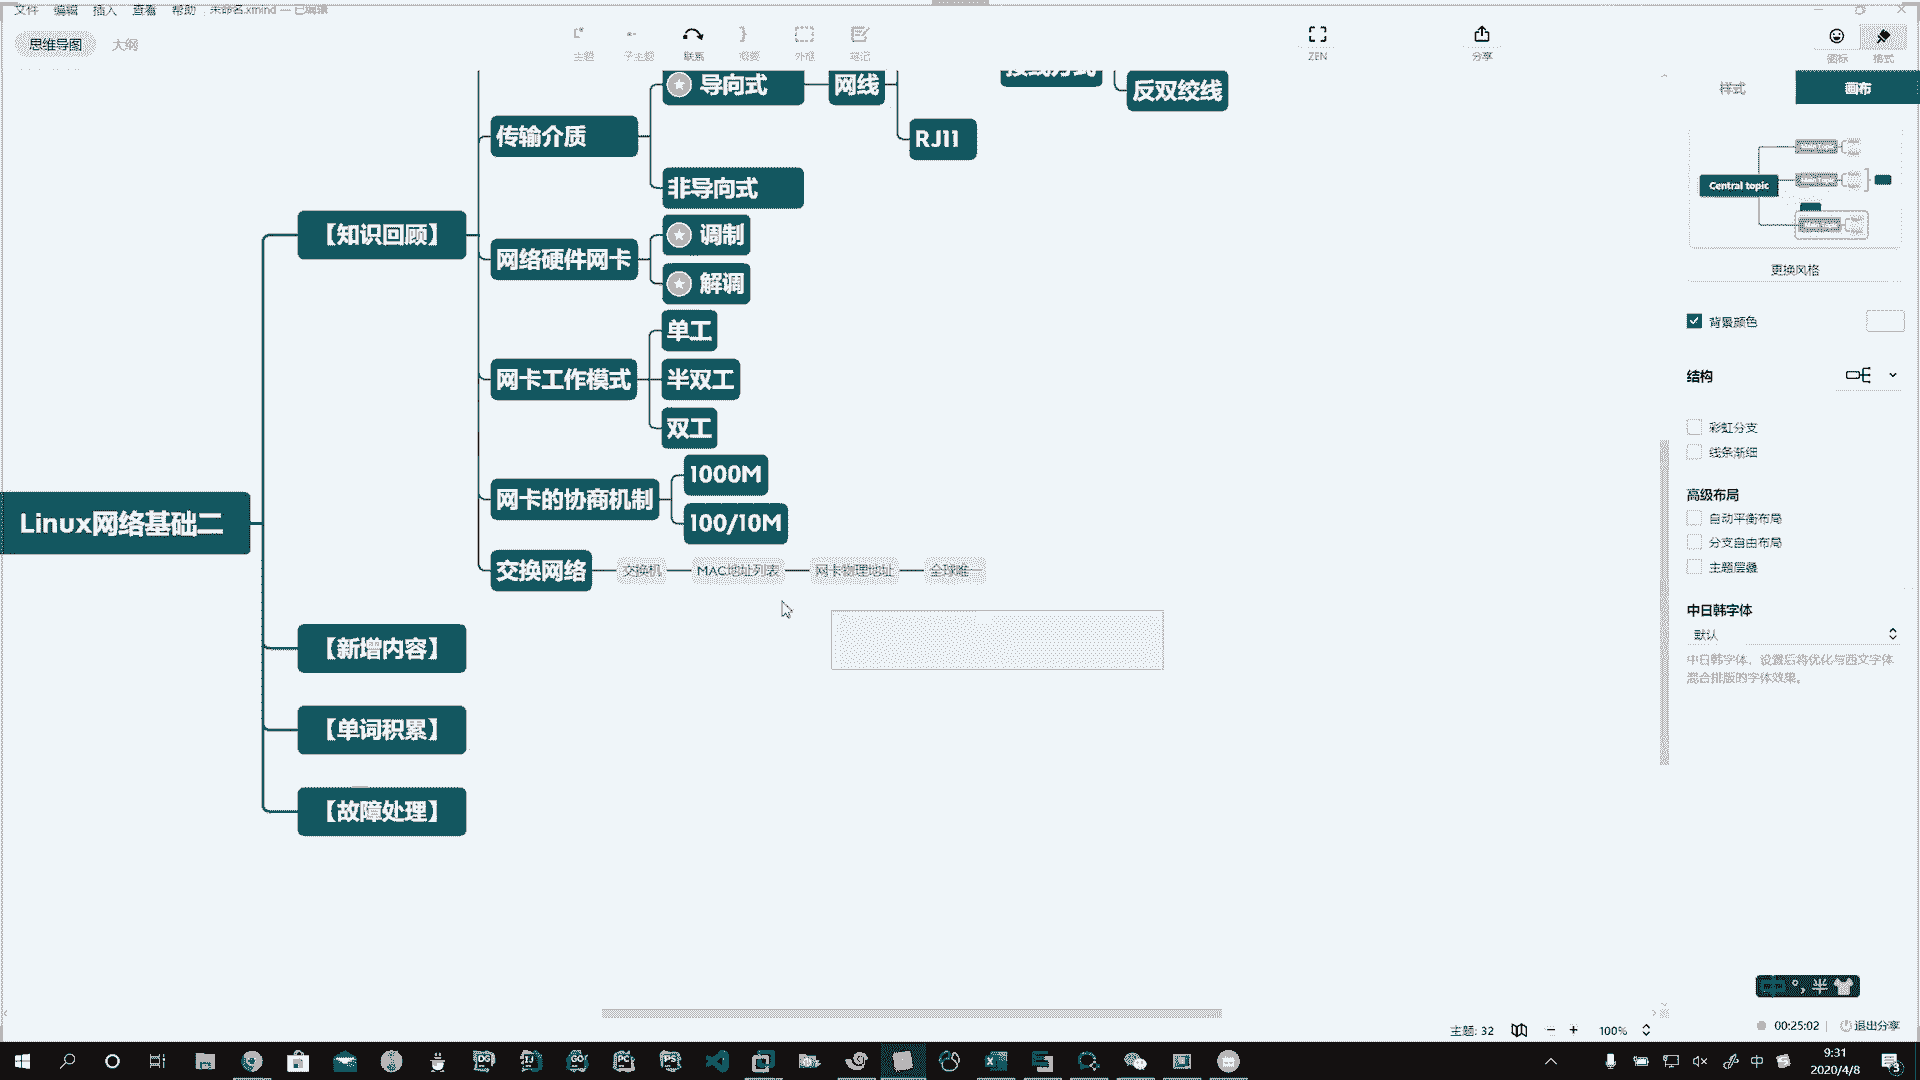 文件 编辑 插入 查看 帮助 未命名.xmind — 已编辑
思维导图 大纲
主题 子主题 联系 概要 外框 笔记 ZEN 分享 图标 格式
样式 画布
导向式 网线 接线方式 反双绞线
传输介质 RJ11
非导向式
【知识回顾】
网络硬件网卡 调制
解调
网卡工作模式 单工
半双工
双工
网卡的协商机制 1000M
100/10M
Linux网络基础二
交换网络 交换机 MAC地址列表 网卡物理地址 全球唯一
【新增内容】
【单词积累】
【故障处理】
Central topic
更换风格
背景颜色
结构
彩虹分支
线条渐细
高级布局
自动平衡布局
分支自由布局
主题层叠
中日韩字体
默认
中日韩字体，设置后将优化与西文字体
混合排版的字体效果。
中 °, 半
主题: 32 100% 00:25:02 退出分享
DG IJ GO PC PS
中
9:31
2020/4/8
3